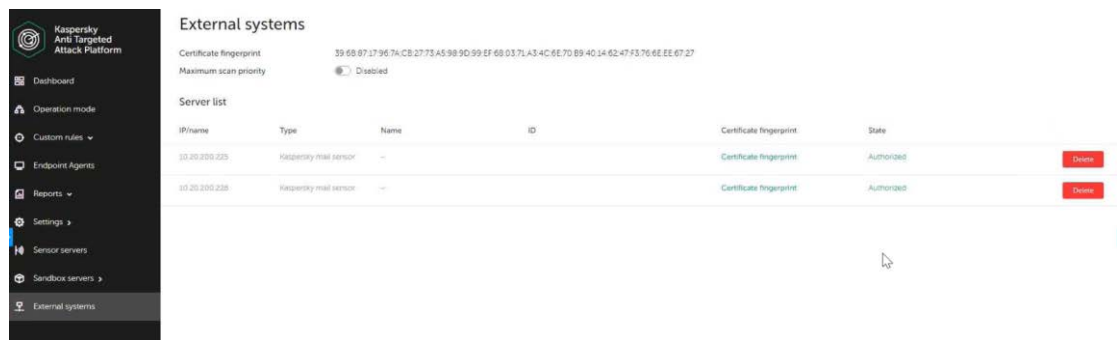 Kaspersky
Anti Targeted
Attack Platform
Dashboard
Operation mode
Custom rules
Endpoint Agents
Reports
Settings
Sensor servers
Sandbox servers
External systems
External systems
Certificate fingerprint
Maximum scan priority Disabled
Server list
IP/name Type Name ID Certificate fingerprint State
10.20.200.225 Kaspersky mail sensor — Certificate fingerprint Authorized Delete
10.20.200.228 Kaspersky mail sensor — Certificate fingerprint Authorized Delete